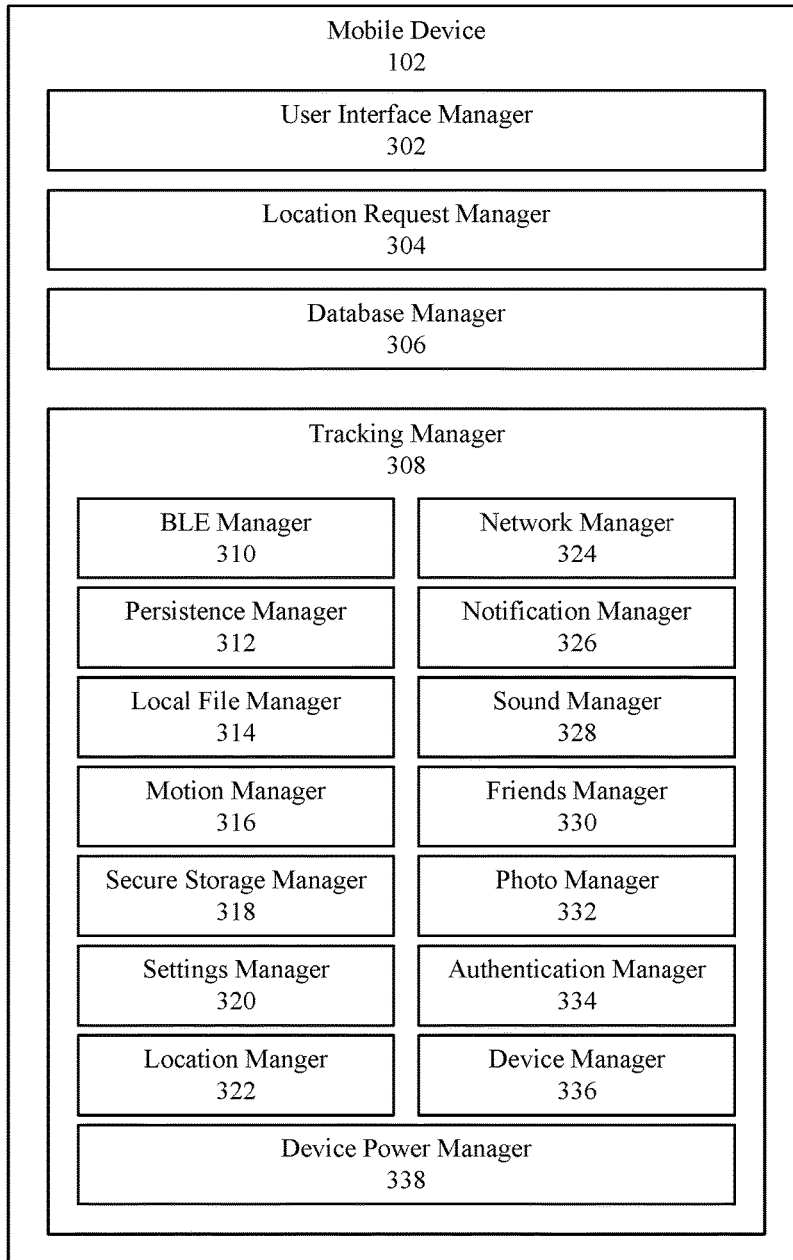 Mobile Device
102
User Interface Manager
302
Location Request Manager
304
Database Manager
306
Tracking Manager
308
BLE Manager
310
Network Manager
324
Persistence Manager
312
Notification Manager
326
Local File Manager
314
Sound Manager
328
Motion Manager
316
Friends Manager
330
Secure Storage Manager
318
Photo Manager
332
Settings Manager
320
Authentication Manager
334
Location Manger
322
Device Manager
336
Device Power Manager
338